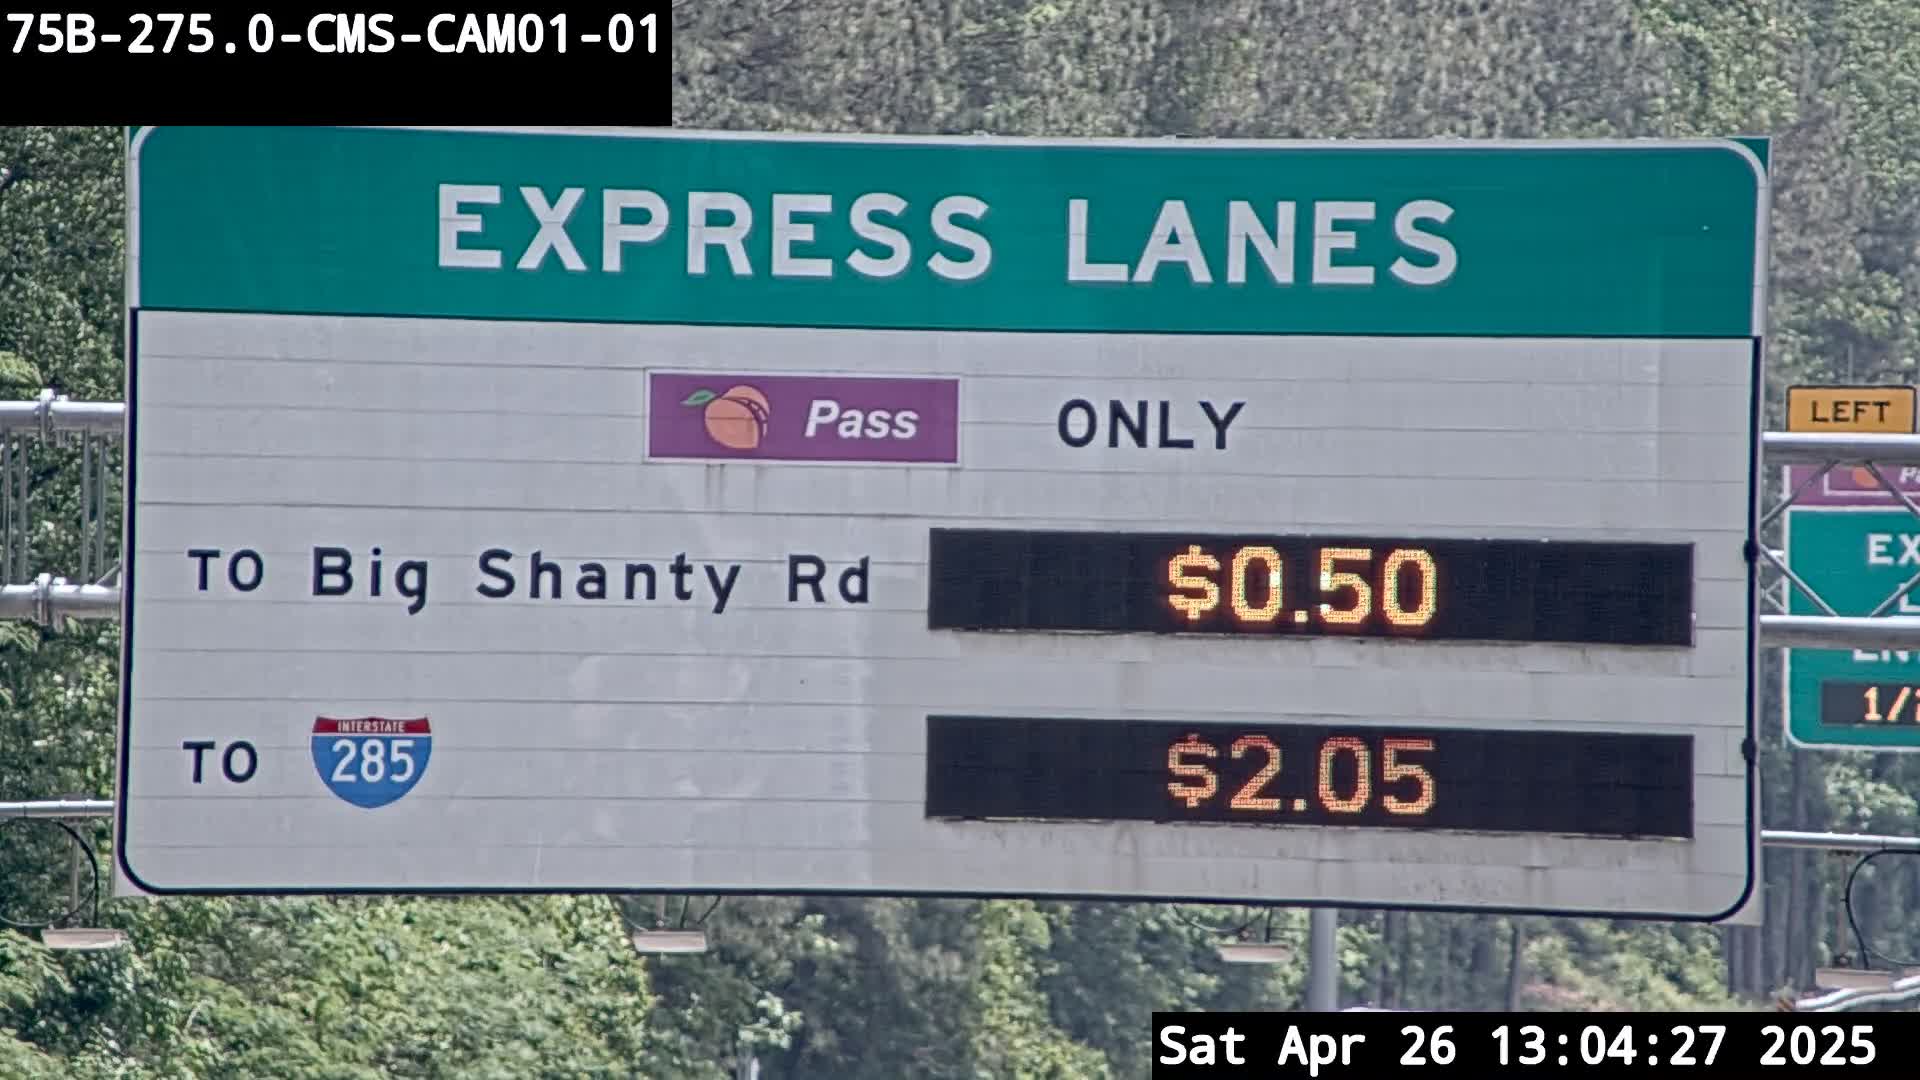 75B-275.0-CMS-CAM01-01
EXPRESS LANES
Pass ONLY
TO Big Shanty Rd $0.50
TO INTERSTATE 285 $2.05
LEFT
Sat Apr 26 13:04:27 2025